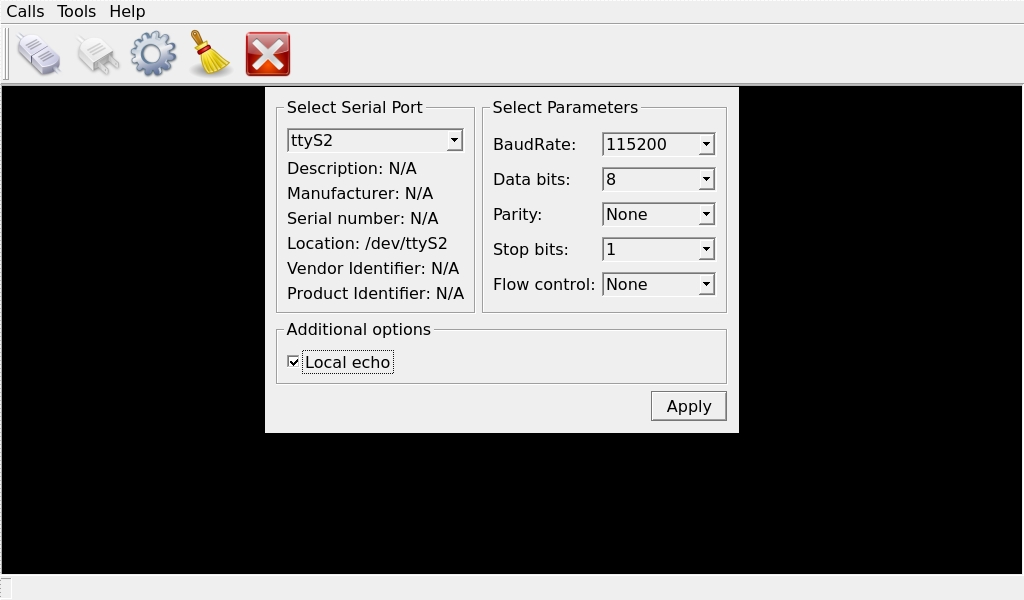 Calls Tools Help
Select Serial Port
ttyS2
Description: N/A
Manufacturer: N/A
Serial number: N/A
Location: /dev/ttyS2
Vendor Identifier: N/A
Product Identifier: N/A
Select Parameters
BaudRate: 115200
Data bits: 8
Parity: None
Stop bits: 1
Flow control: None
Additional options
Local echo
Apply